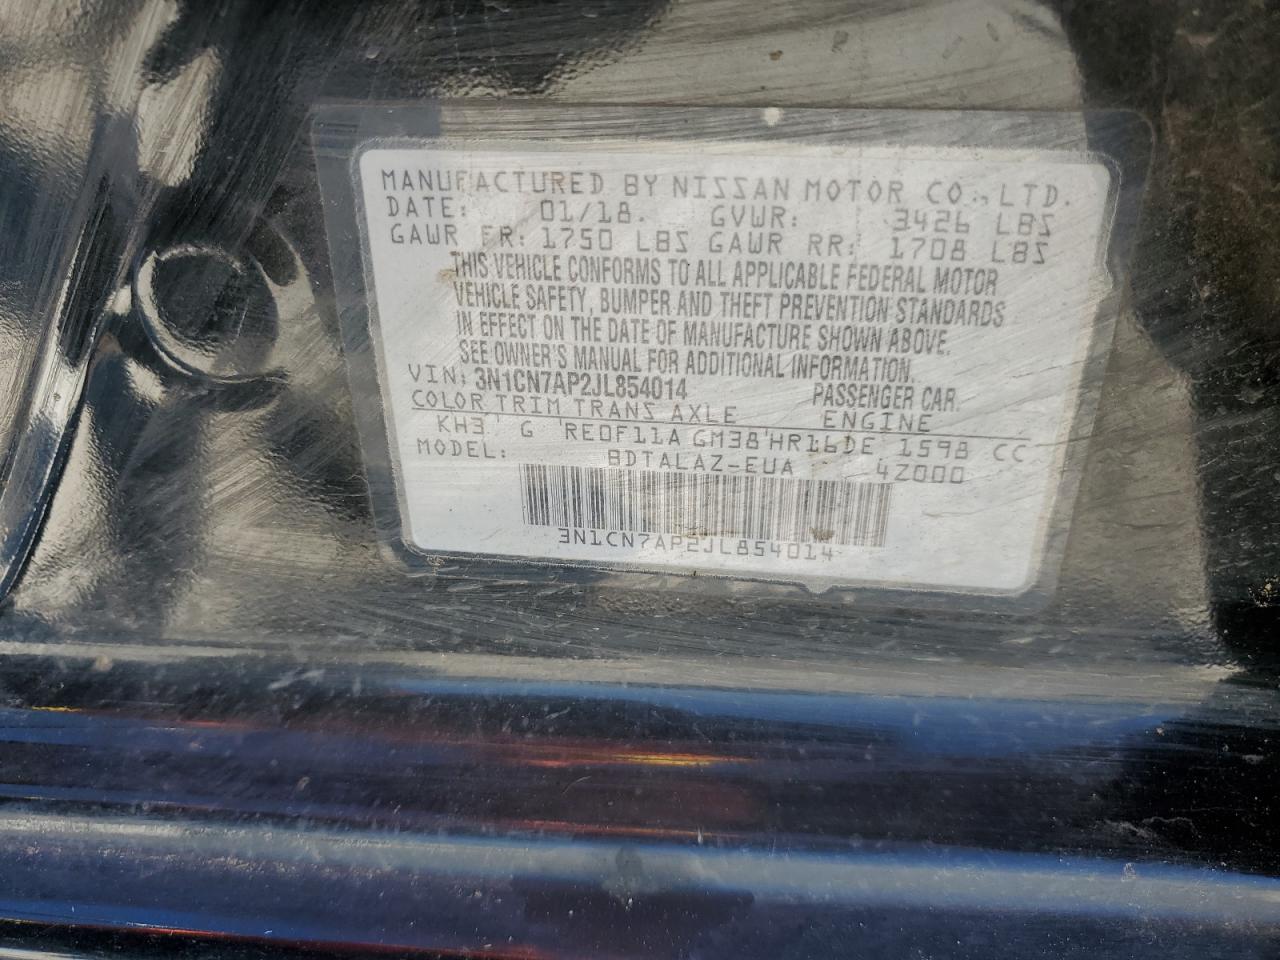 MANUFACTURED BY NISSAN MOTOR CO., LTD.
DATE: 01/18. GVWR: 3426 LBS
GAWR FR: 1750 LBS GAWR RR: 1708 LBS
THIS VEHICLE CONFORMS TO ALL APPLICABLE FEDERAL MOTOR
VEHICLE SAFETY, BUMPER AND THEFT PREVENTION STANDARDS
IN EFFECT ON THE DATE OF MANUFACTURE SHOWN ABOVE.
SEE OWNER'S MANUAL FOR ADDITIONAL INFORMATION.
VIN: 3N1CN7AP2JL854014 PASSENGER CAR.
COLOR TRIM TRANS AXLE ENGINE
KH3 G RE0F11A GM38 HR16DE 1598 CC
MODEL: BDTALAZ-EUA 4Z000
3N1CN7AP2JL854014